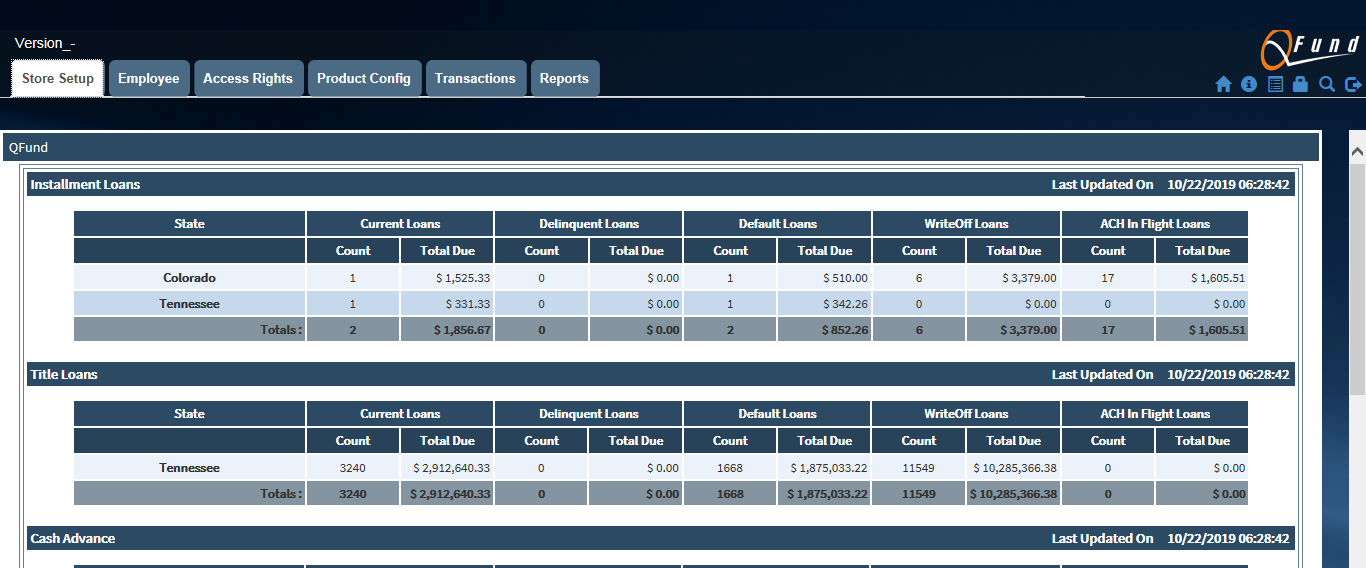 Version_-
QFund
Store Setup Employee Access Rights Product Config Transactions Reports
QFund
Installment Loans Last Updated On 10/22/2019 06:28:42
State Current Loans Delinquent Loans Default Loans WriteOff Loans ACH In Flight Loans
Count Total Due Count Total Due Count Total Due Count Total Due Count Total Due
Colorado 1 $ 1,525.33 0 $ 0.00 1 $ 510.00 6 $ 3,379.00 17 $ 1,605.51
Tennessee 1 $ 331.33 0 $ 0.00 1 $ 342.26 0 $ 0.00 0 $ 0.00
Totals : 2 $ 1,856.67 0 $ 0.00 2 $ 852.26 6 $ 3,379.00 17 $ 1,605.51
Title Loans Last Updated On 10/22/2019 06:28:42
State Current Loans Delinquent Loans Default Loans WriteOff Loans ACH In Flight Loans
Count Total Due Count Total Due Count Total Due Count Total Due Count Total Due
Tennessee 3240 $ 2,912,640.33 0 $ 0.00 1668 $ 1,875,033.22 11549 $ 10,285,366.38 0 $ 0.00
Totals : 3240 $ 2,912,640.33 0 $ 0.00 1668 $ 1,875,033.22 11549 $ 10,285,366.38 0 $ 0.00
Cash Advance Last Updated On 10/22/2019 06:28:42